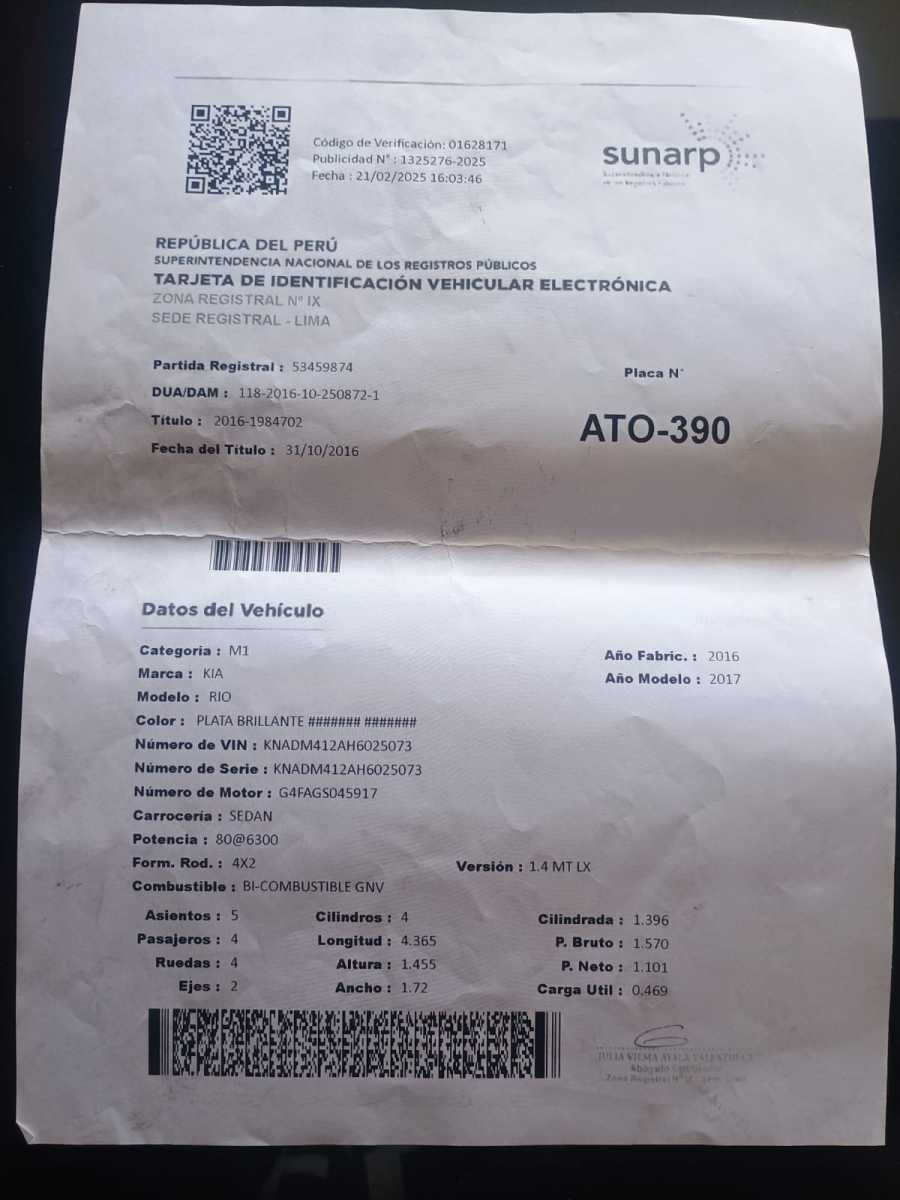 Código de Verificación: 01628171
Publicidad N° : 1325276-2025
Fecha : 21/02/2025 16:03:46
sunarp
REPÚBLICA DEL PERÚ
SUPERINTENDENCIA NACIONAL DE LOS REGISTROS PÚBLICOS
TARJETA DE IDENTIFICACIÓN VEHICULAR ELECTRÓNICA
ZONA REGISTRAL N° IX
SEDE REGISTRAL - LIMA
Partida Registral : 53459874
DUA/DAM : 118-2016-10-250872-1
Título : 2016-1984702
Fecha del Título : 31/10/2016
Placa N°
ATO-390
Datos del Vehículo
Categoria : M1
Marca : KIA
Modelo : RIO
Color : PLATA BRILLANTE ####### #######
Número de VIN : KNADM412AH6025073
Número de Serie : KNADM412AH6025073
Número de Motor : G4FAGS045917
Carrocería : SEDAN
Potencia : 80@6300
Form. Rod. : 4X2
Combustible : BI-COMBUSTIBLE GNV
Año Fabric. : 2016
Año Modelo : 2017
Versión : 1.4 MT LX
Asientos : 5 Cilindros : 4 Cilindrada : 1.396
Pasajeros : 4 Longitud : 4.365 P. Bruto : 1.570
Ruedas : 4 Altura : 1.455 P. Neto : 1.101
Ejes : 2 Ancho : 1.72 Carga Util : 0.469
JULIA VILMA AYALA
Abogado
Zona Registral N°